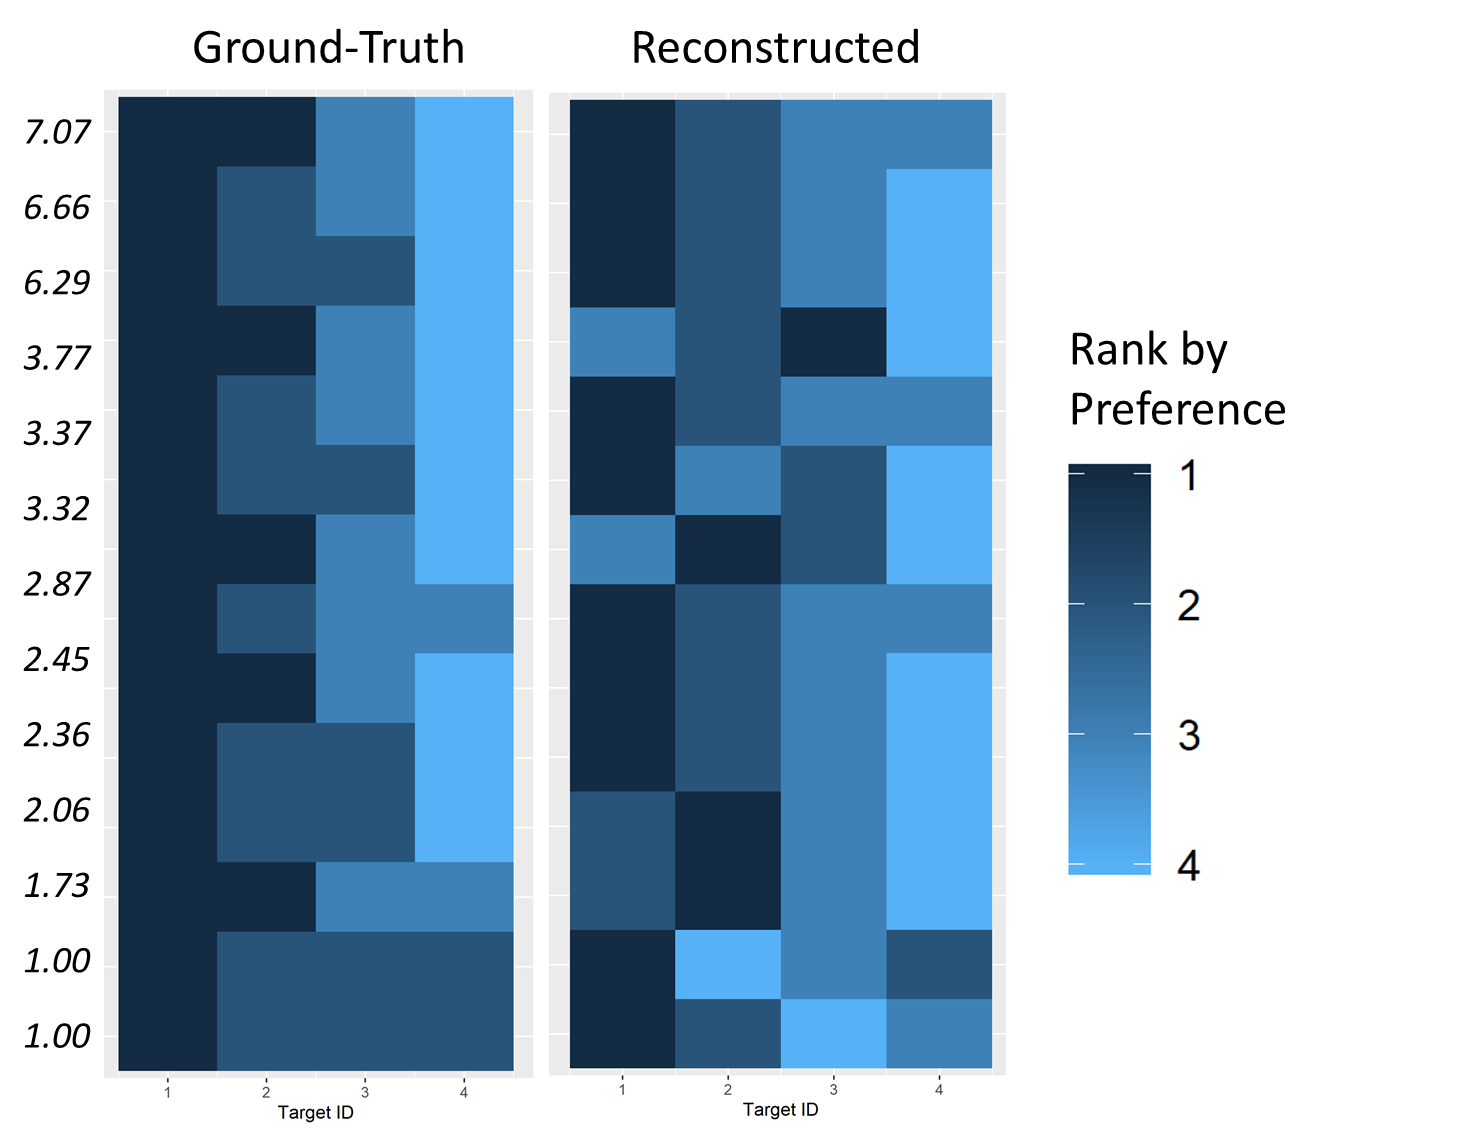 Ground-Truth
Reconstructed
7.07
6.66
6.29
3.77
3.37
3.32
2.87
2.45
2.36
2.06
1.73
1.00
1.00
1 2 3 4
Target ID
1 2 3 4
Target ID
Rank by
Preference
1
2
3
4